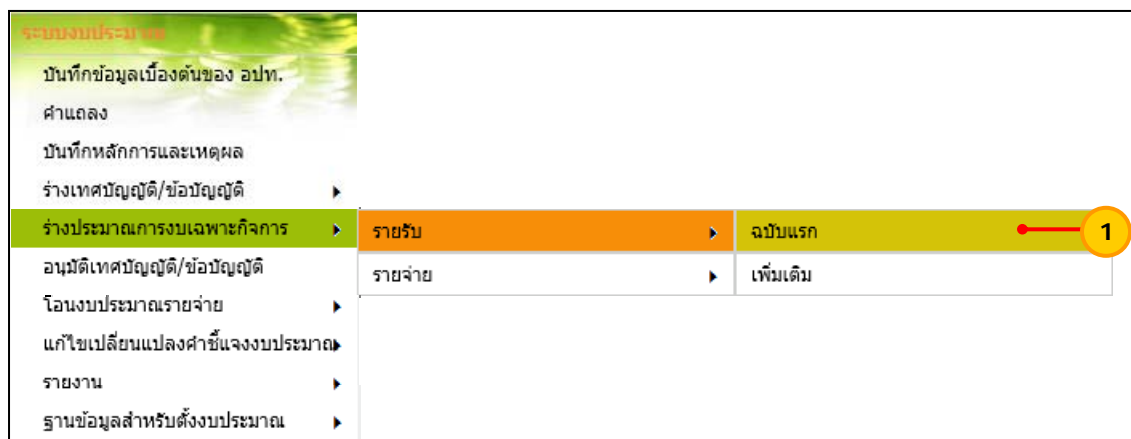 ระบบงบประมาณ
บันทึกข้อมูลเบื้องต้นของ อปท.
คำแถลง
บันทึกหลักการและเหตุผล
ร่างเทศบัญญัติ/ข้อบัญญัติ
ร่างประมาณการงบเฉพาะกิจการ รายรับ ฉบับแรก 1
อนุมัติเทศบัญญัติ/ข้อบัญญัติ รายจ่าย เพิ่มเติม
โอนงบประมาณรายจ่าย
แก้ไขเปลี่ยนแปลงคำชี้แจงงบประมาณ
รายงาน
ฐานข้อมูลสำหรับตั้งงบประมาณ